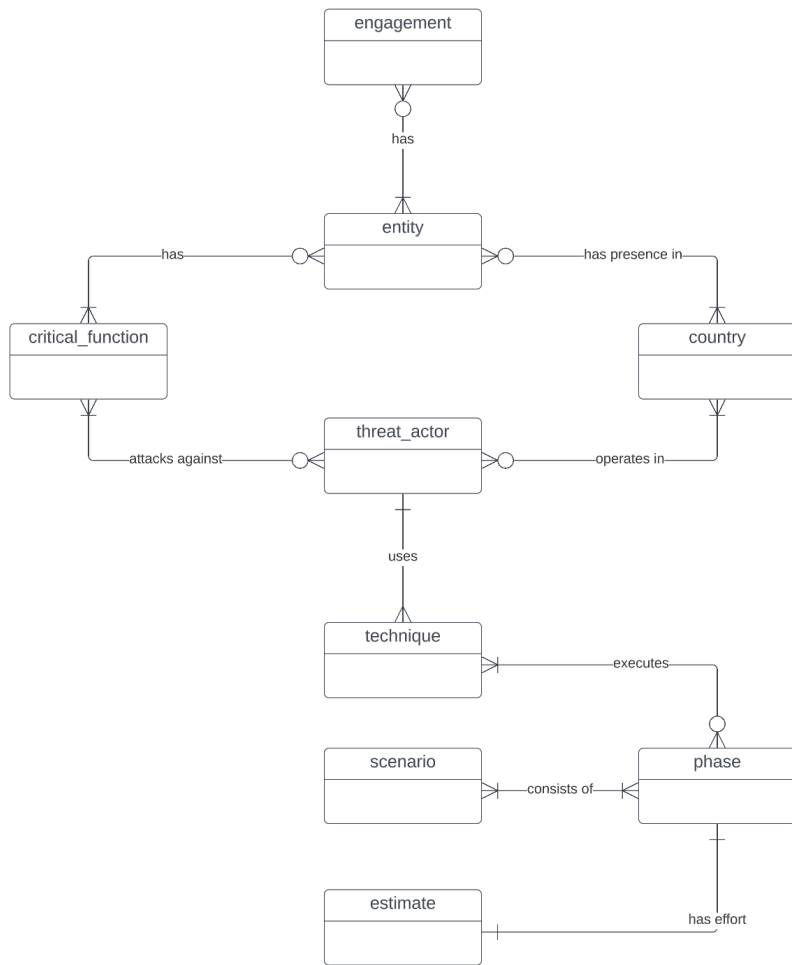 engagement
has
entity
has
has presence in
critical_function
country
threat_actor
attacks against
operates in
uses
technique
executes
scenario
phase
consists of
estimate
has effort